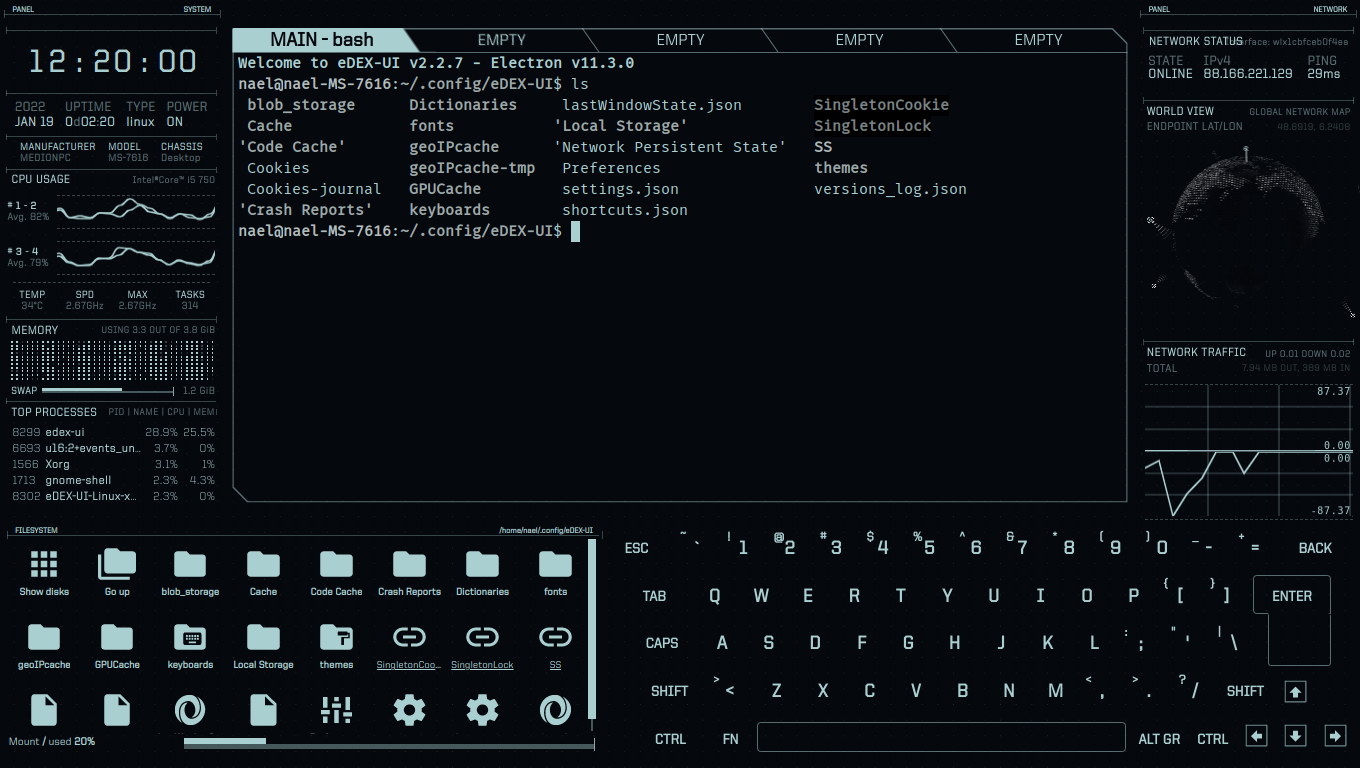 PANEL SYSTEM
12:20:00
2022 UPTIME TYPE POWER
JAN 19 0d02:20 linux ON
MANUFACTURER MODEL CHASSIS
MEDIONPC MS-7616 Desktop
CPU USAGE Intel®Core™ i5 750
# 1 - 2
Avg. 82%
# 3 - 4
Avg. 79%
TEMP SPD MAX TASKS
34°C 2.67GHz 2.67GHz 314
MEMORY USING 3.3 OUT OF 3.8 GiB
SWAP 1.2 GiB
TOP PROCESSES PID | NAME | CPU | MEM
8299 edex-ui 28.9% 25.5%
6693 u16:2+events_un... 3.7% 0%
1566 Xorg 3.1% 1%
1713 gnome-shell 2.3% 4.3%
8302 eDEX-UI-Linux-x... 2.3% 0%
MAIN - bash EMPTY EMPTY EMPTY EMPTY
Welcome to eDEX-UI v2.2.7 - Electron v11.3.0
nael@nael-MS-7616:~/.config/eDEX-UI$ ls
blob_storage Dictionaries lastWindowState.json SingletonCookie
Cache fonts 'Local Storage' SingletonLock
'Code Cache' geoIPcache 'Network Persistent State' SS
Cookies geoIPcache-tmp Preferences themes
Cookies-journal GPUCache settings.json versions_log.json
'Crash Reports' keyboards shortcuts.json
nael@nael-MS-7616:~/.config/eDEX-UI$
PANEL NETWORK
NETWORK STATUS Interface: wlx1cbfceb0f4ea
STATE IPv4 PING
ONLINE 88.166.221.129 29ms
WORLD VIEW GLOBAL NETWORK MAP
ENDPOINT LAT/LON 48.6919, 6.2408
NETWORK TRAFFIC UP 0.01 DOWN 0.02
TOTAL 7.94 MB OUT, 389 MB IN
87.37
0.00
0.00
-87.37
FILESYSTEM /home/nael/.config/eDEX-UI
Show disks Go up blob_storage Cache Code Cache Crash Reports Dictionaries fonts
geoIPcache GPUCache keyboards Local Storage themes SingletonCoo... SingletonLock SS
Mount / used 20%
ESC ~ ` ! 1 @ 2 # 3 $ 4 % 5 ^ 6 & 7 * 8 ( 9 ) 0 _ - + = BACK
TAB Q W E R T Y U I O P { [ } ] ENTER
CAPS A S D F G H J K L : ; " ' | \
SHIFT > < Z X C V B N M < , > . ? / SHIFT
CTRL FN ALT GR CTRL